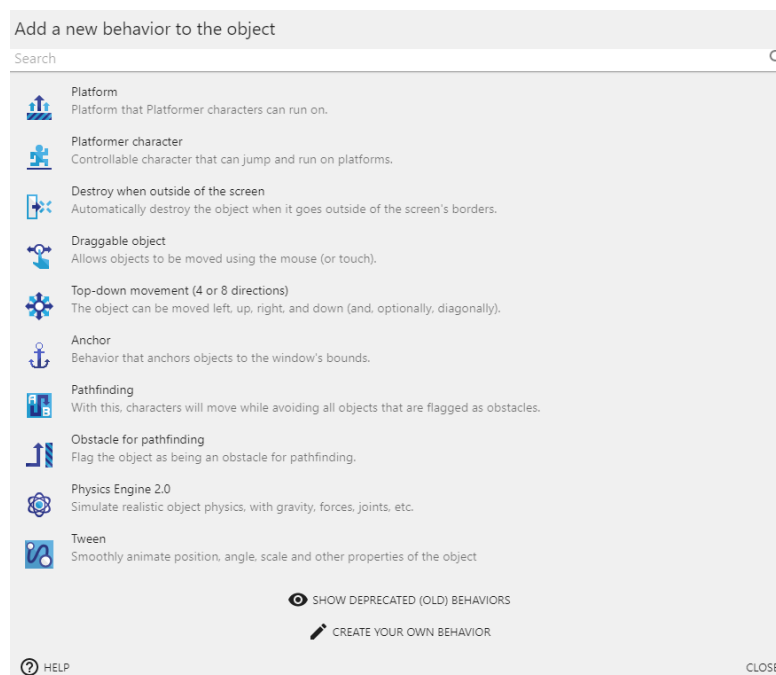 Add a new behavior to the object
Search
Platform
Platform that Platformer characters can run on.
Platformer character
Controllable character that can jump and run on platforms.
Destroy when outside of the screen
Automatically destroy the object when it goes outside of the screen's borders.
Draggable object
Allows objects to be moved using the mouse (or touch).
Top-down movement (4 or 8 directions)
The object can be moved left, up, right, and down (and, optionally, diagonally).
Anchor
Behavior that anchors objects to the window's bounds.
Pathfinding
With this, characters will move while avoiding all objects that are flagged as obstacles.
Obstacle for pathfinding
Flag the object as being an obstacle for pathfinding.
Physics Engine 2.0
Simulate realistic object physics, with gravity, forces, joints, etc.
Tween
Smoothly animate position, angle, scale and other properties of the object
SHOW DEPRECATED (OLD) BEHAVIORS
CREATE YOUR OWN BEHAVIOR
HELP
CLOSE